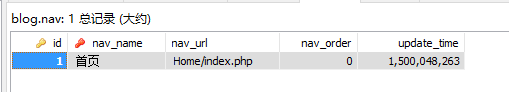 blog.nav: 1 总记录 (大约)
id nav_name nav_url nav_order update_time
1 首页 Home/index.php 0 1,500,048,263